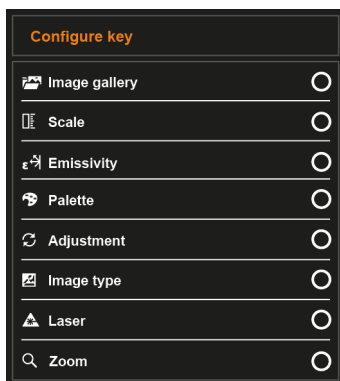 Configure key
Image gallery
Scale
ε Emissivity
Palette
Adjustment
Image type
Laser
Zoom